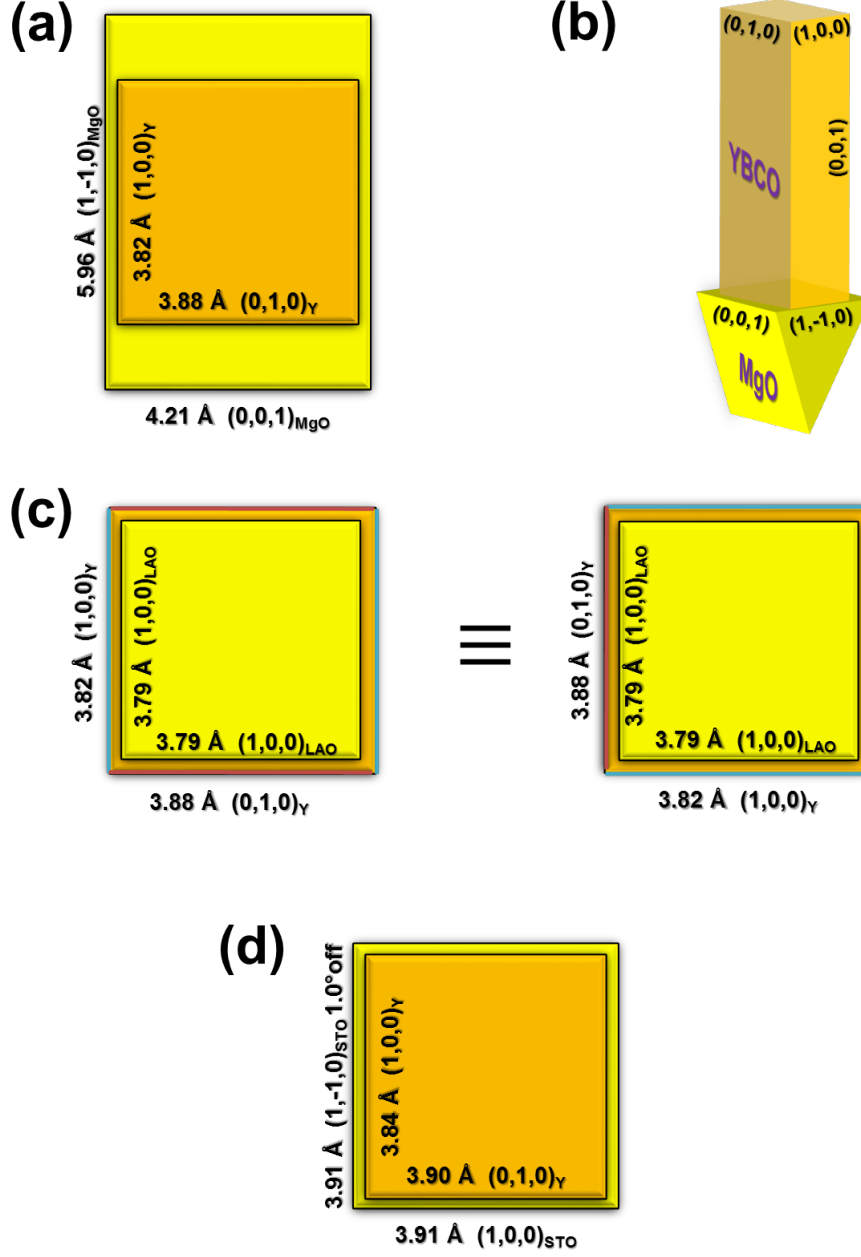 (a)
5.96 Å (1,-1,0)MgO
3.82 Å (1,0,0)Y
3.88 Å (0,1,0)Y
4.21 Å (0,0,1)MgO
(b)
(0,1,0)
(1,0,0)
(0,0,1)
YBCO
(0,0,1)
(1,-1,0)
MgO
(c)
3.82 Å (1,0,0)Y
3.79 Å (1,0,0)LAO
3.79 Å (1,0,0)LAO
3.88 Å (0,1,0)Y
≡
3.88 Å (0,1,0)Y
3.79 Å (1,0,0)LAO
3.79 Å (1,0,0)LAO
3.82 Å (1,0,0)Y
(d)
3.91 Å (1,-1,0)STO 1.0°off
3.84 Å (1,0,0)Y
3.90 Å (0,1,0)Y
3.91 Å (1,0,0)STO